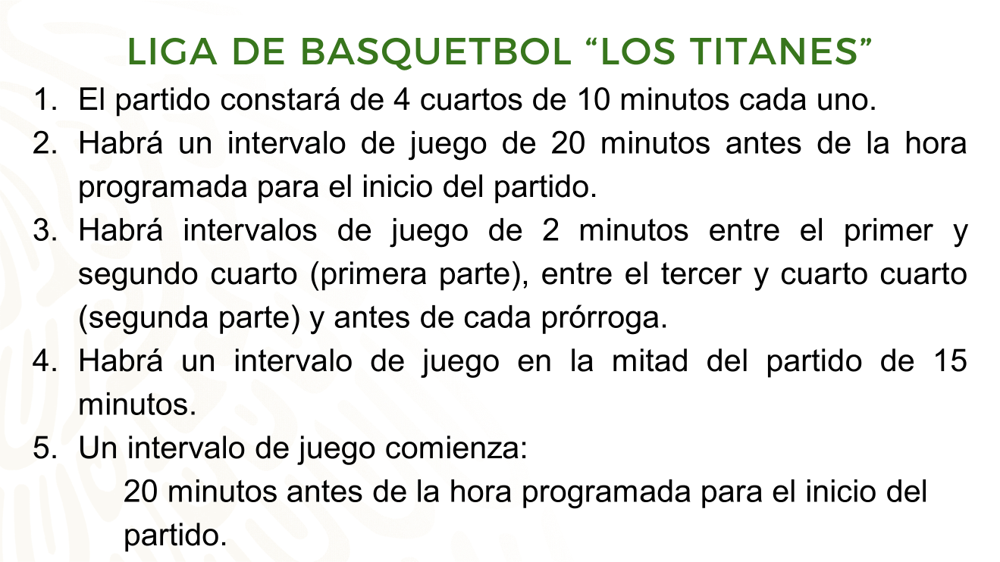 LIGA DE BASQUETBOL “LOS TITANES”
1. El partido constará de 4 cuartos de 10 minutos cada uno.
2. Habrá un intervalo de juego de 20 minutos antes de la hora
programada para el inicio del partido.
3. Habrá intervalos de juego de 2 minutos entre el primer y
segundo cuarto (primera parte), entre el tercer y cuarto cuarto
(segunda parte) y antes de cada prórroga.
4. Habrá un intervalo de juego en la mitad del partido de 15
minutos.
5. Un intervalo de juego comienza:
20 minutos antes de la hora programada para el inicio del
partido.